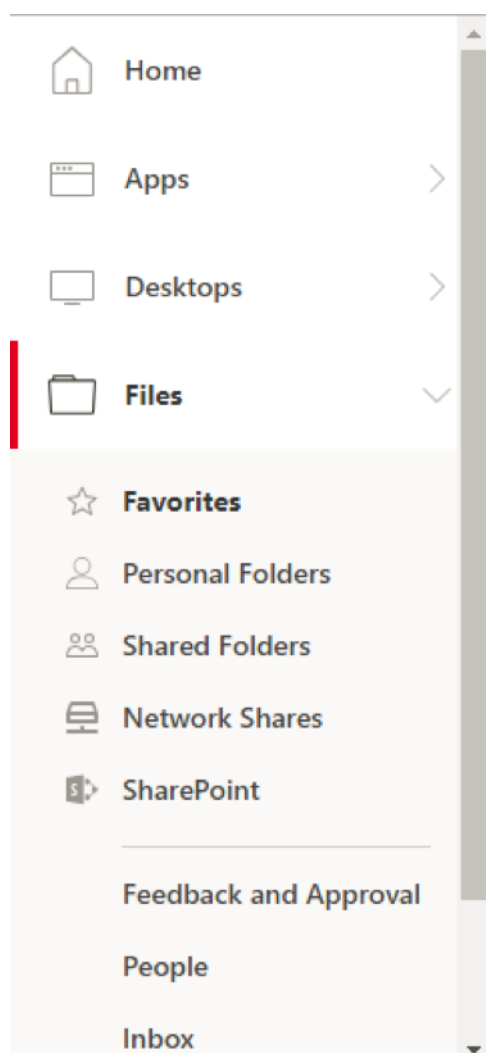 Home
Apps
Desktops
Files
Favorites
Personal Folders
Shared Folders
Network Shares
SharePoint
Feedback and Approval
People
Inbox